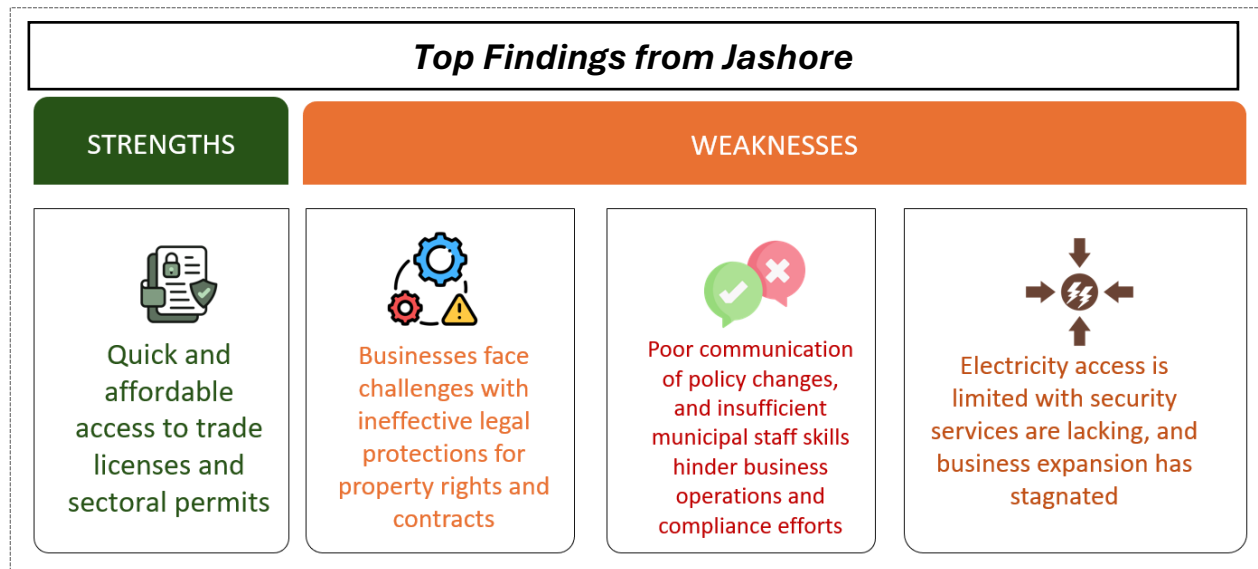 Top Findings from Jashore
STRENGTHS
WEAKNESSES
Quick and
affordable
access to trade
licenses and
sectoral permits
Businesses face
challenges with
ineffective legal
protections for
property rights and
contracts
Poor communication
of policy changes,
and insufficient
municipal staff skills
hinder business
operations and
compliance efforts
Electricity access is
limited with security
services are lacking, and
business expansion has
stagnated